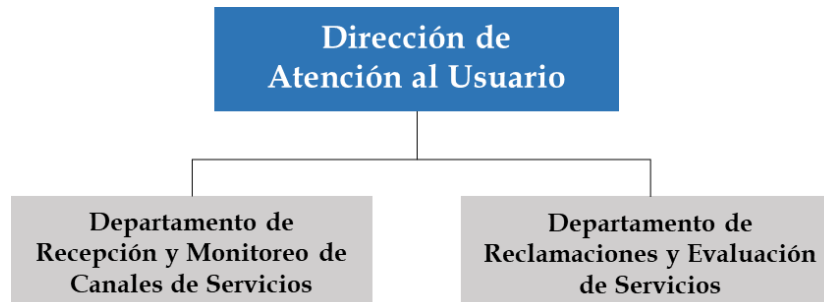 Dirección de
Atención al Usuario
Departamento de
Recepción y Monitoreo de
Canales de Servicios
Departamento de
Reclamaciones y Evaluación
de Servicios